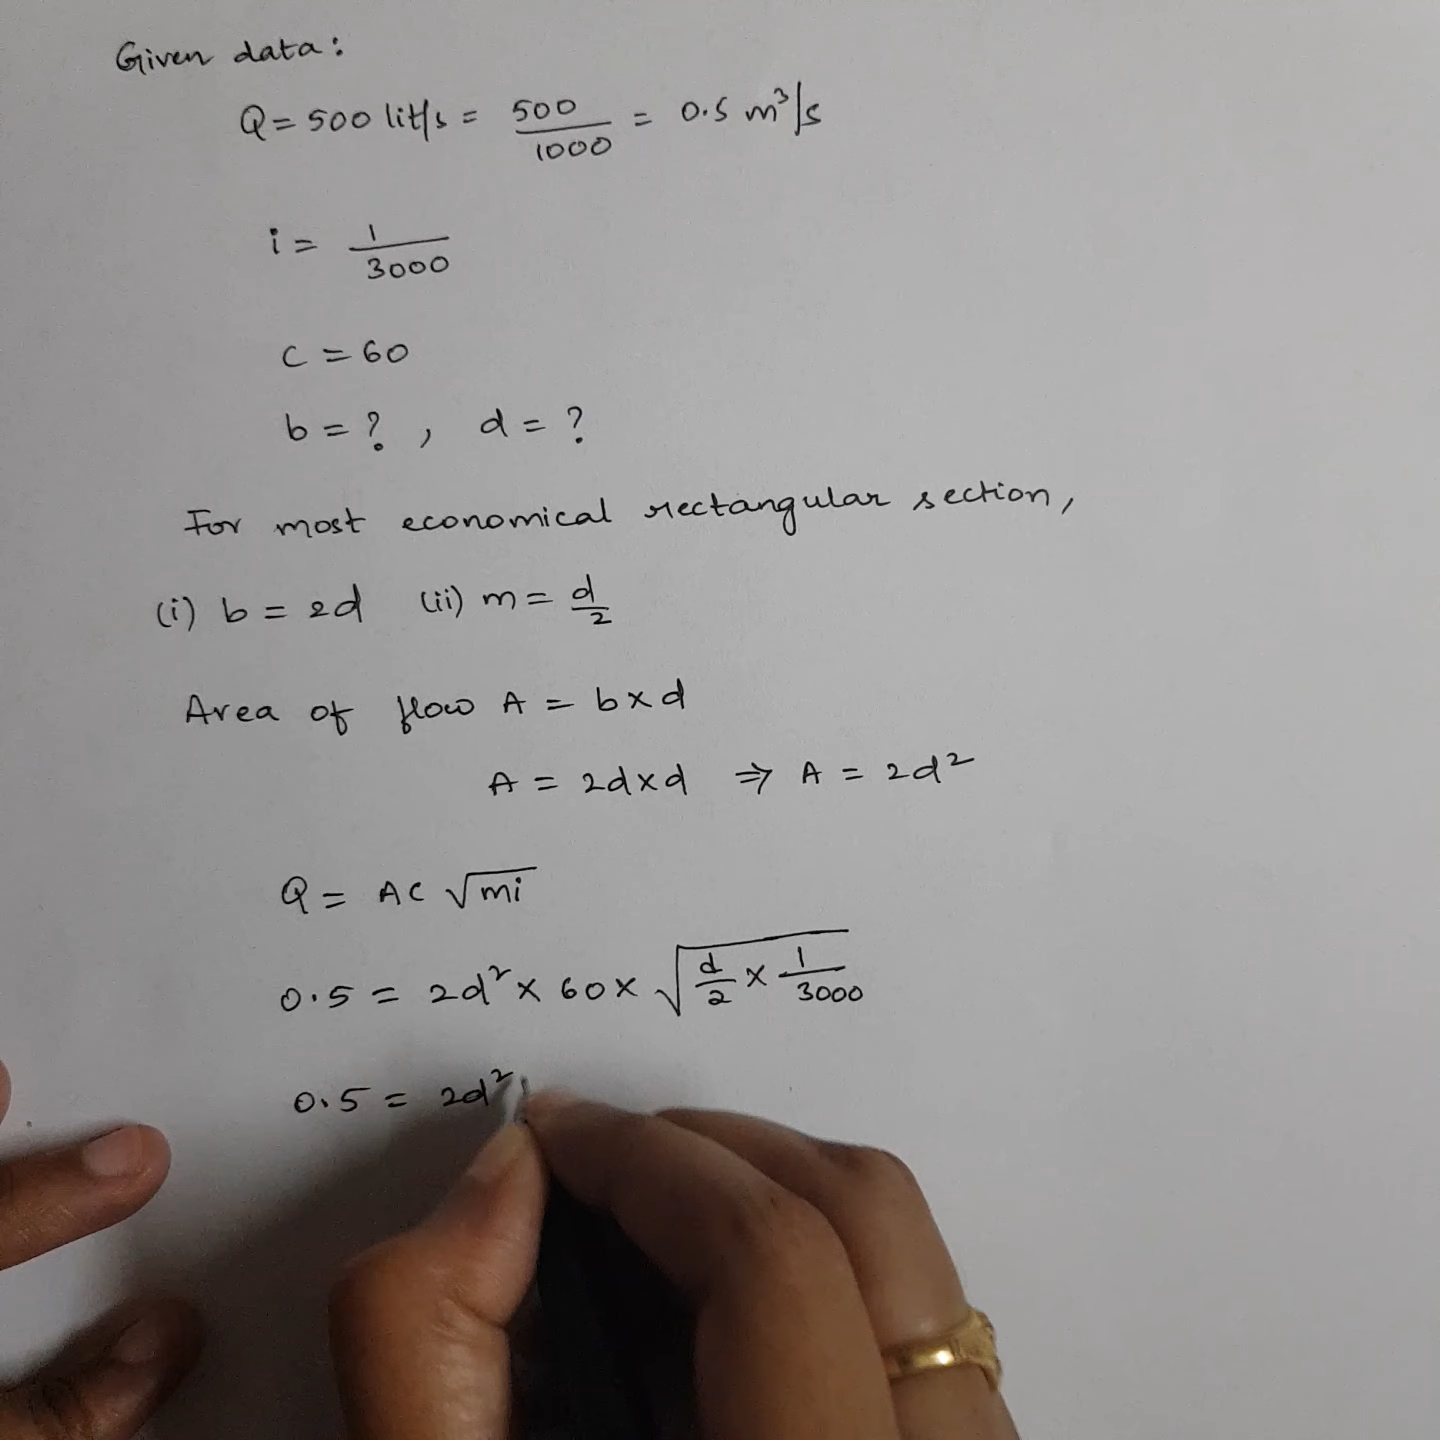 Given data:
Q = 500 lit/s = 500/1000 = 0.5 m³/s
i = 1/3000
C = 60
b = ? , d = ?
For most economical rectangular section,
(i) b = 2d (ii) m = d/2
Area of flow A = b×d
A = 2d×d ⇒ A = 2d²
Q = AC √mi
0.5 = 2d² × 60 × √(d/2 × 1/3000)
0.5 = 2d²